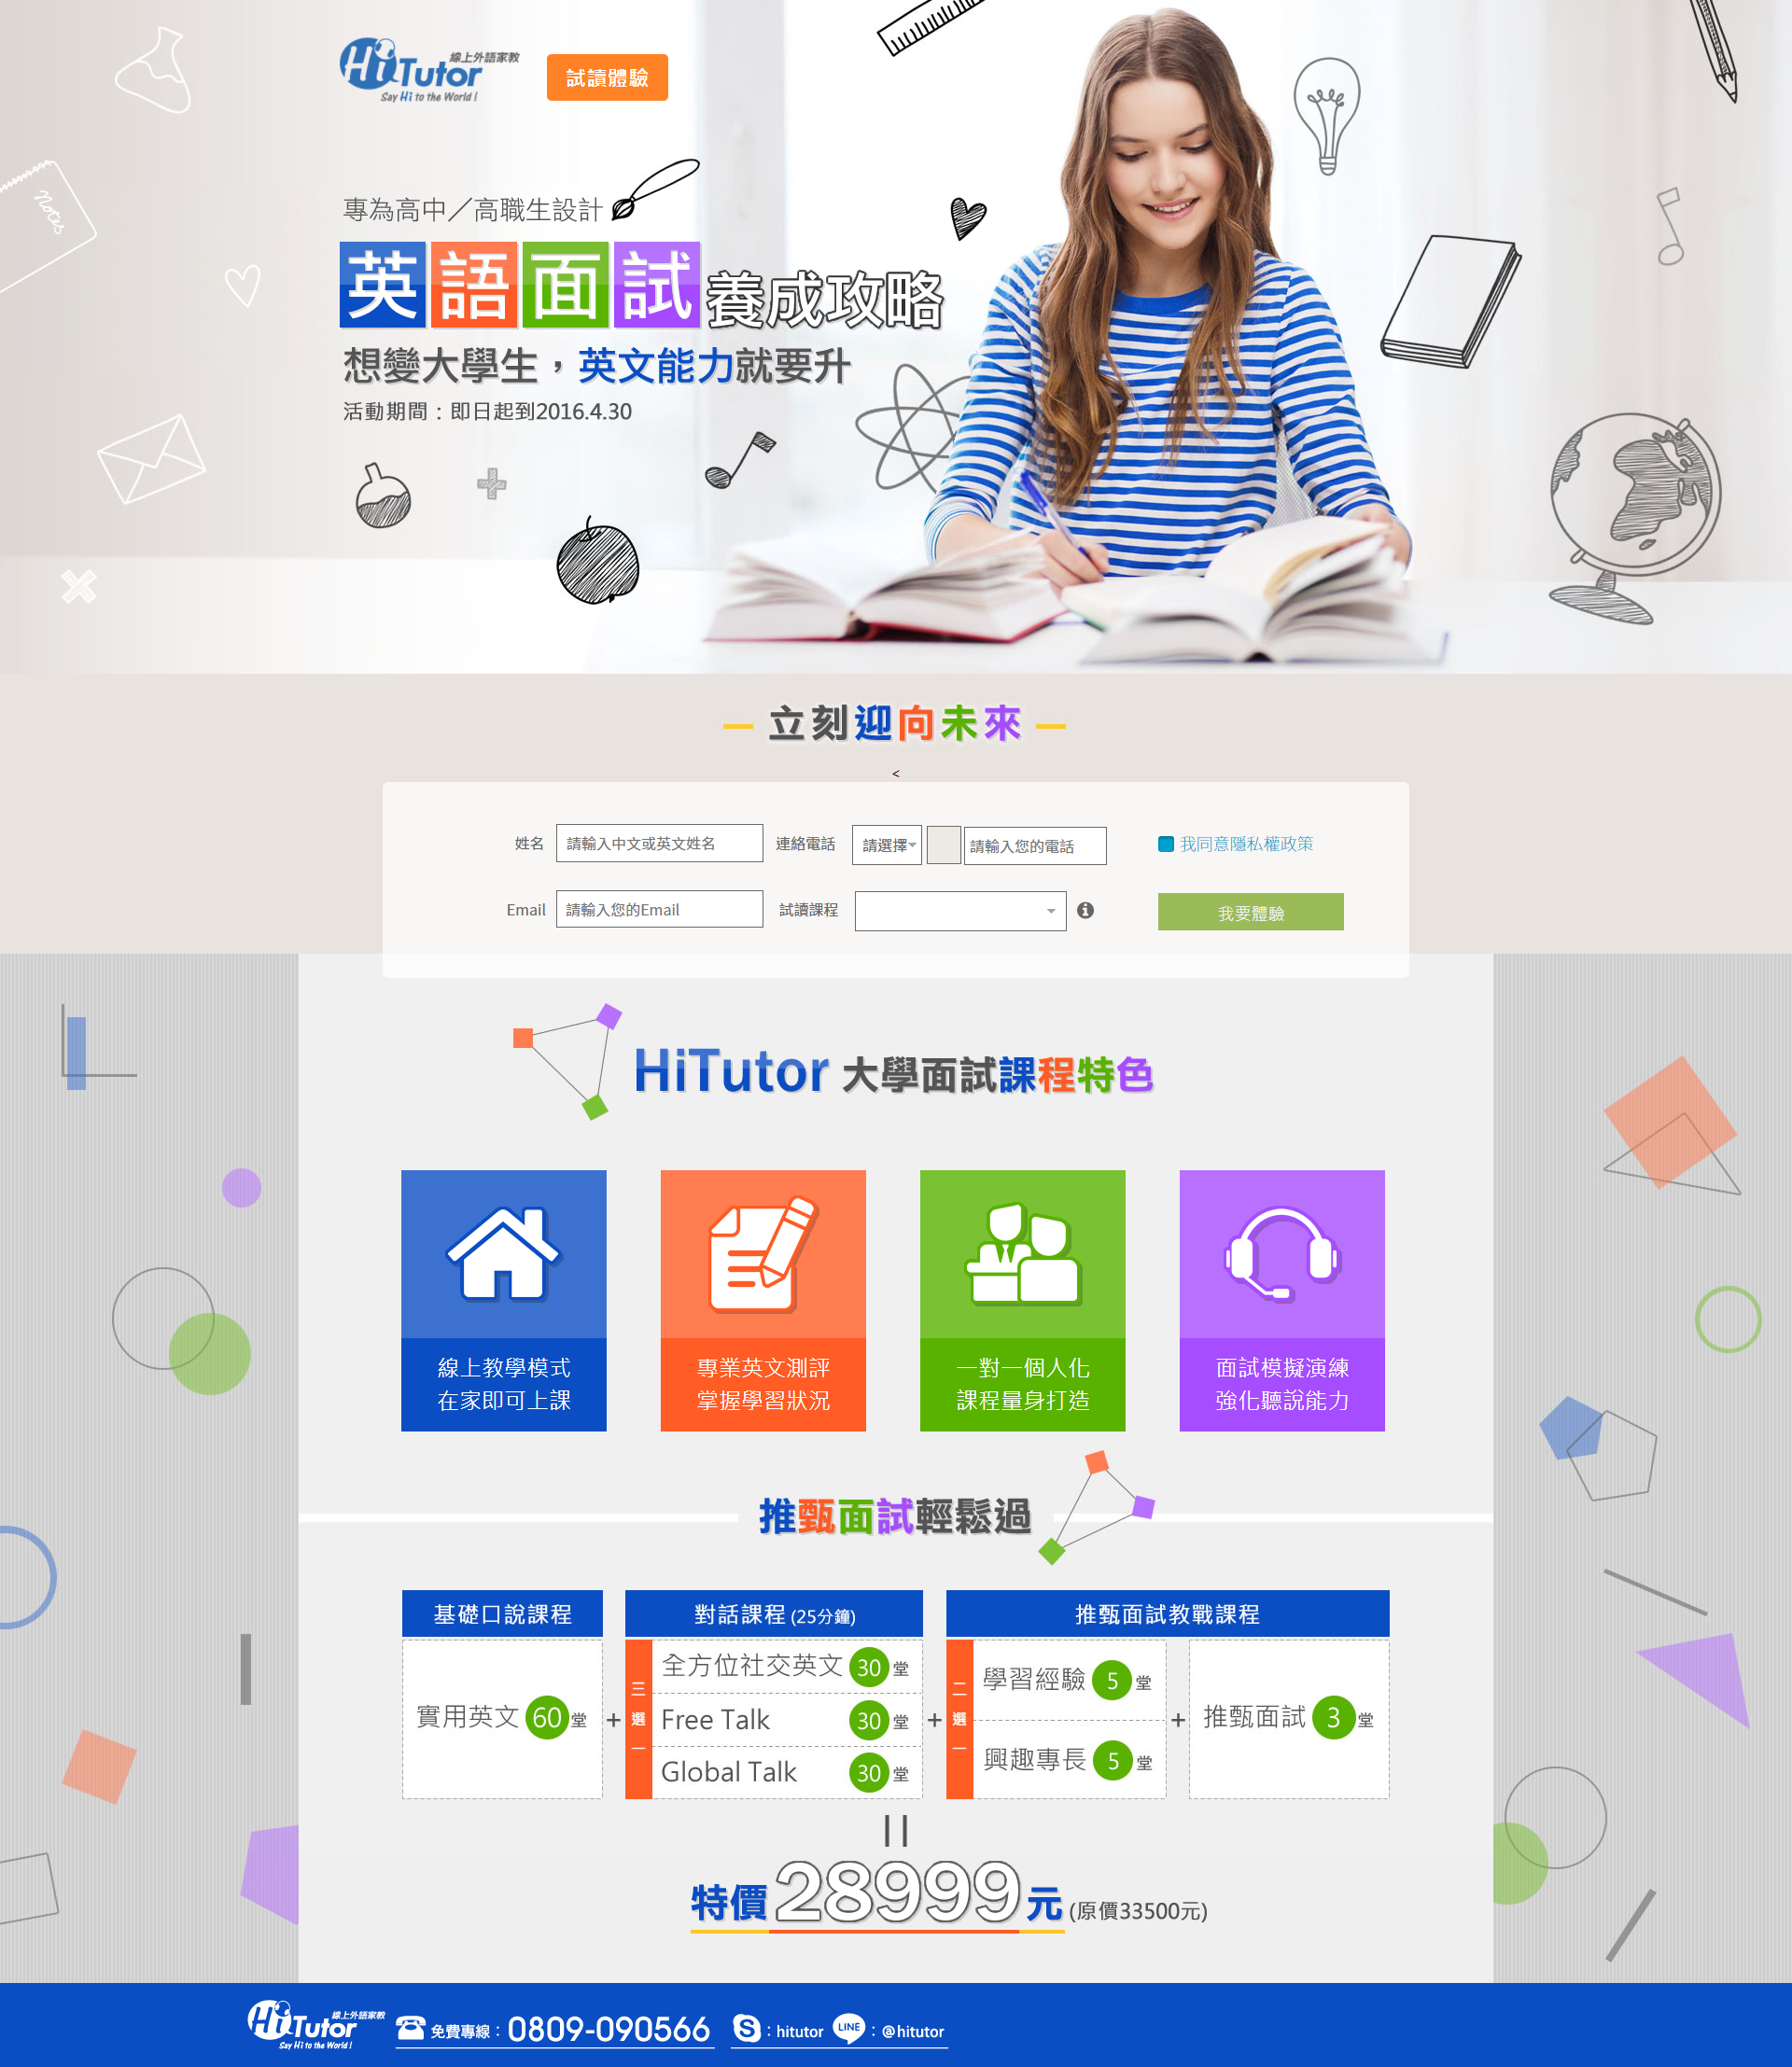 HiTutor 線上外語家教
Say Hi to the World !
試讀體驗
Notes
專為高中／高職生設計
英語面試養成攻略
想變大學生，英文能力就要升
活動期間：即日起到2016.4.30
立刻迎向未來
<
姓名 請輸入中文或英文姓名 連絡電話 請選擇 請輸入您的電話 我同意隱私權政策
Email 請輸入您的Email 試讀課程 我要體驗
HiTutor 大學面試課程特色
線上教學模式
在家即可上課
專業英文測評
掌握學習狀況
一對一個人化
課程量身打造
面試模擬演練
強化聽說能力
推甄面試輕鬆過
基礎口說課程
實用英文 60 堂
+
對話課程 (25分鐘)
三選一
全方位社交英文 30 堂
Free Talk 30 堂
Global Talk 30 堂
+
推甄面試教戰課程
二選一
學習經驗 5 堂
興趣專長 5 堂
+
推甄面試 3 堂
特價28999元 (原價33500元)
HiTutor 線上外語家教
Say Hi to the World !
免費專線：0809-090566
S：hitutor LINE：@hitutor